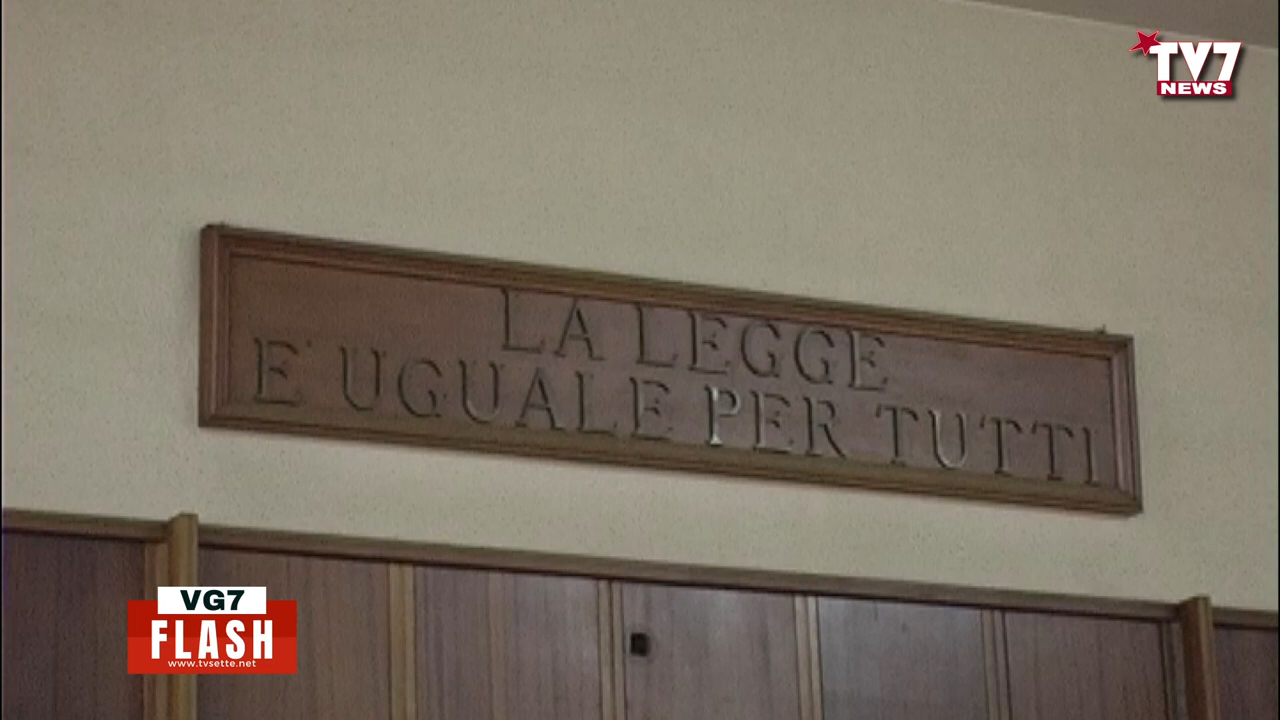 TV7
NEWS
LA LEGGE
E' UGUALE PER TUTTI
VG7
FLASH
www.tvsette.net